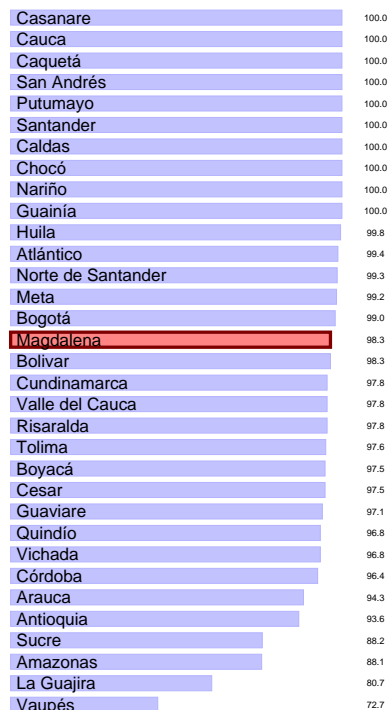 Casanare 100.0
Cauca 100.0
Caquetá 100.0
San Andrés 100.0
Putumayo 100.0
Santander 100.0
Caldas 100.0
Chocó 100.0
Nariño 100.0
Guainía 100.0
Huila 99.8
Atlántico 99.4
Norte de Santander 99.3
Meta 99.2
Bogotá 99.0
Magdalena 98.3
Bolivar 98.3
Cundinamarca 97.8
Valle del Cauca 97.8
Risaralda 97.8
Tolima 97.6
Boyacá 97.5
Cesar 97.5
Guaviare 97.1
Quindío 96.8
Vichada 96.8
Córdoba 96.4
Arauca 94.3
Antioquia 93.6
Sucre 88.2
Amazonas 88.1
La Guajira 80.7
Vaupés 72.7